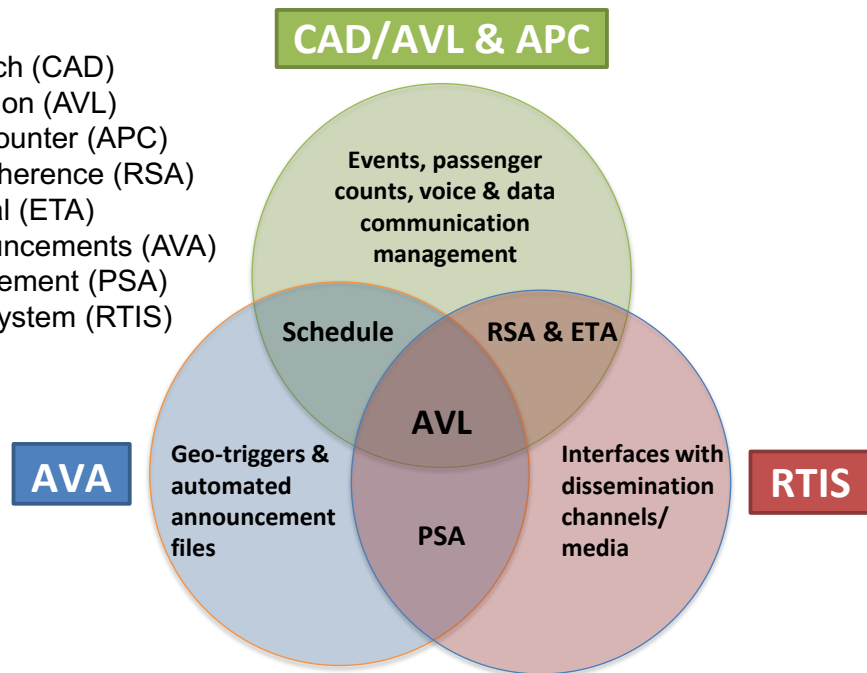 CAD/AVL & APC
ch (CAD)
on (AVL)
ounter (APC)
herence (RSA)
al (ETA)
uncements (AVA)
ement (PSA)
ystem (RTIS)
Events, passenger
counts, voice & data
communication
management
Schedule
RSA & ETA
AVL
AVA
Geo-triggers &
automated
announcement
files
PSA
Interfaces with
dissemination
channels/
media
RTIS